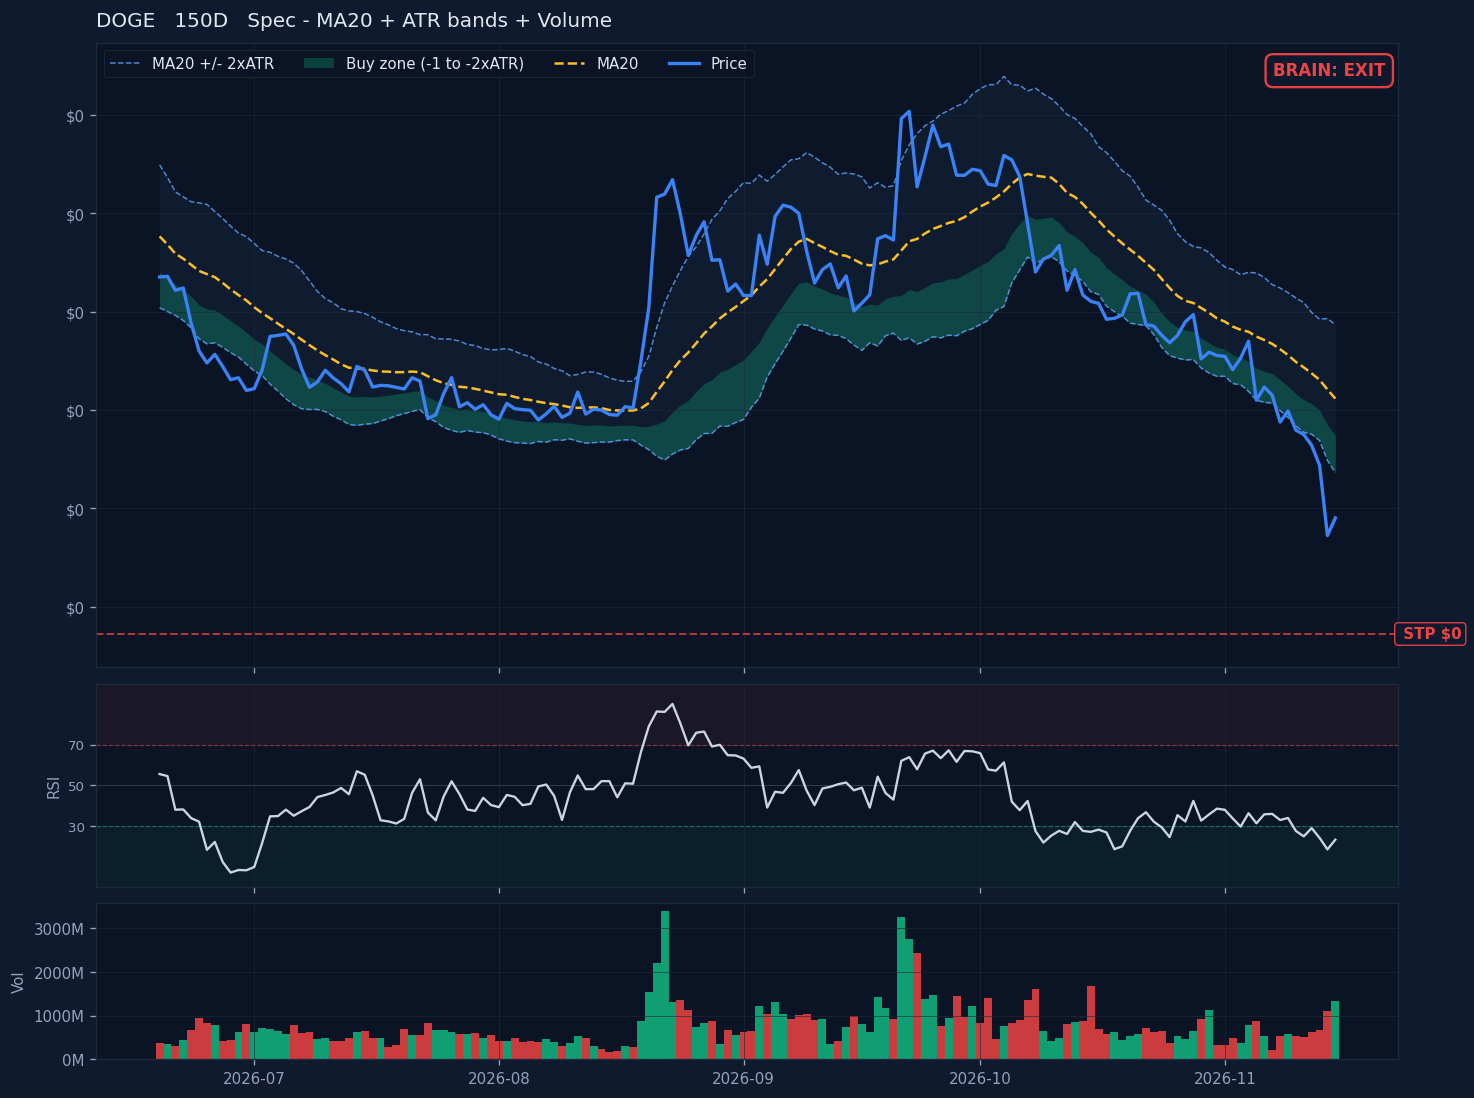 DOGE   150D   Spec - MA20 + ATR bands + Volume
MA20 +/- 2xATR
Buy zone (-1 to -2xATR)
MA20
Price
BRAIN: EXIT
$0
$0
$0
$0
$0
$0
STP $0
RSI
70
50
30
Vol
3000M
2000M
1000M
0M
2026-07
2026-08
2026-09
2026-10
2026-11